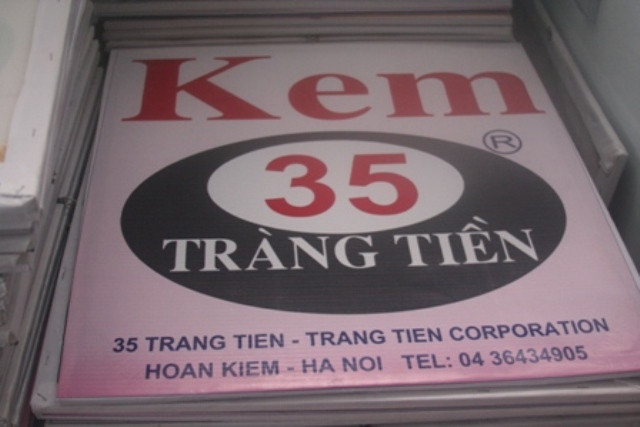 Kem
®
35
TRÀNG TIỀN
35 TRANG TIEN - TRANG TIEN CORPORATION
HOAN KIEM - HA NOI TEL: 04 36434905